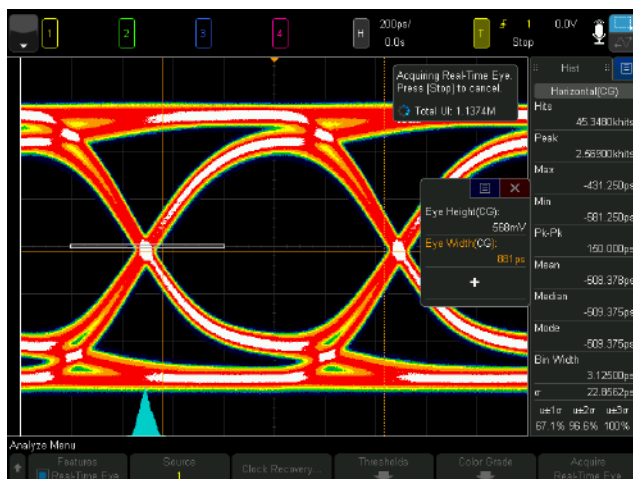 1
2
3
4
H
200ps/
0.0s
T
1
0.0V
Stop
Acquiring Real-Time Eye.
Press [Stop] to cancel.
Total UI: 1.1374M
Hist
Horizontal(CG)
Hits
45.3480khits
Peak
2.56900khits
Max
-431.250ps
Min
-581.250ps
Pk-Pk
150.000ps
Mean
-508.378ps
Median
-509.375ps
Mode
-509.375ps
Bin Width
3.12500ps
σ
22.8562ps
μ±1σ μ±2σ μ±3σ
67.1% 96.6% 100%
Eye Height(CG):
568mV
Eye Width(CG):
881ps
+
Analyze Menu
Features
Real-Time Eye
Source
1
Clock Recovery...
Thresholds
Color Grade
Acquire
Real-Time Eye